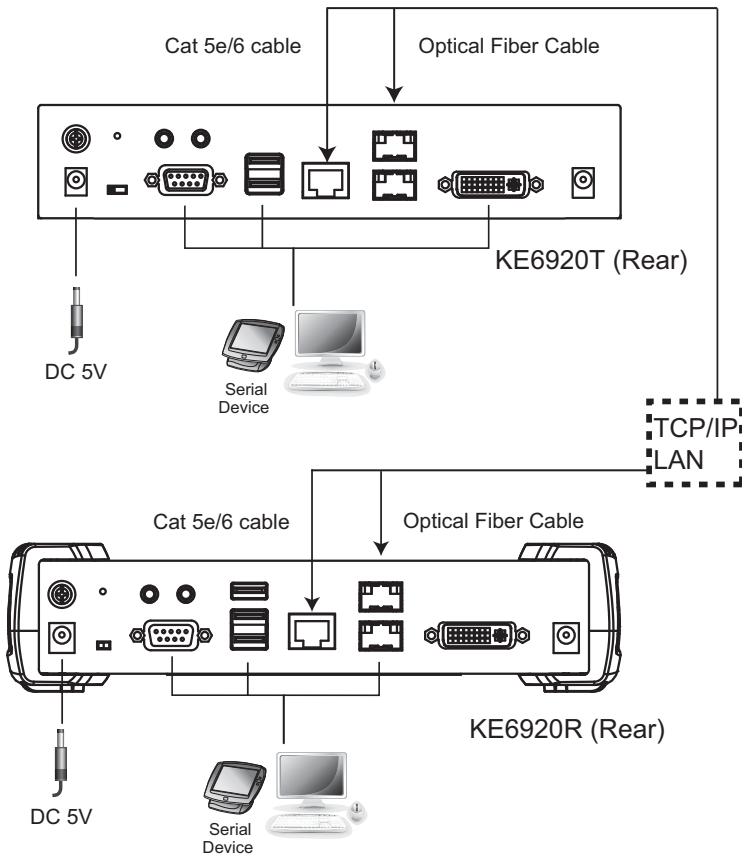 Cat 5e/6 cable
Optical Fiber Cable
KE6920T (Rear)
DC 5V
Serial
Device
TCP/IP
LAN
Cat 5e/6 cable
Optical Fiber Cable
KE6920R (Rear)
DC 5V
Serial
Device